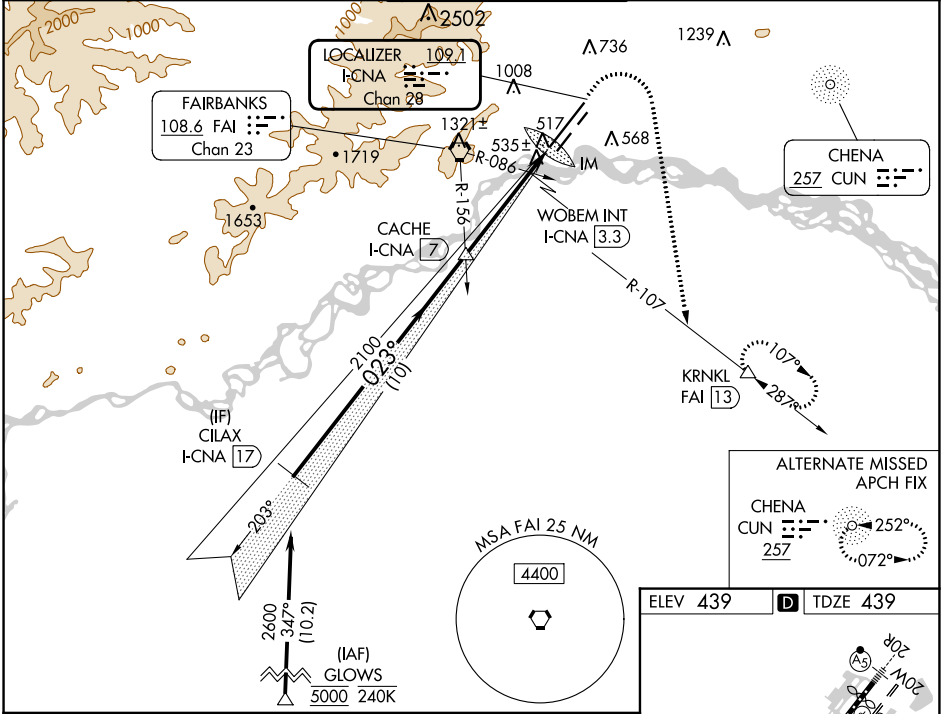 2000
1000
1000
2502
LOCALIZER 109.1
I-CNA
Chan 28
736
1239
1008
FAIRBANKS
108.6 FAI
Chan 23
1321±
517
535±
568
IM
R-086
1719
1653
R-156
CHENA
257 CUN
CACHE
I-CNA 7
WOBEM INT
I-CNA 3.3
R-107
2100
023°
(10)
KRNKL
FAI 13
107°
287°
(IF)
CILAX
I-CNA 17
203°
ALTERNATE MISSED
APCH FIX
CHENA
CUN
257
252°
072°
MSA FAI 25 NM
4400
2600
347°
(10.2)
(IAF)
GLOWS
5000 240K
ELEV 439 D TDZE 439
A5
20R
20W